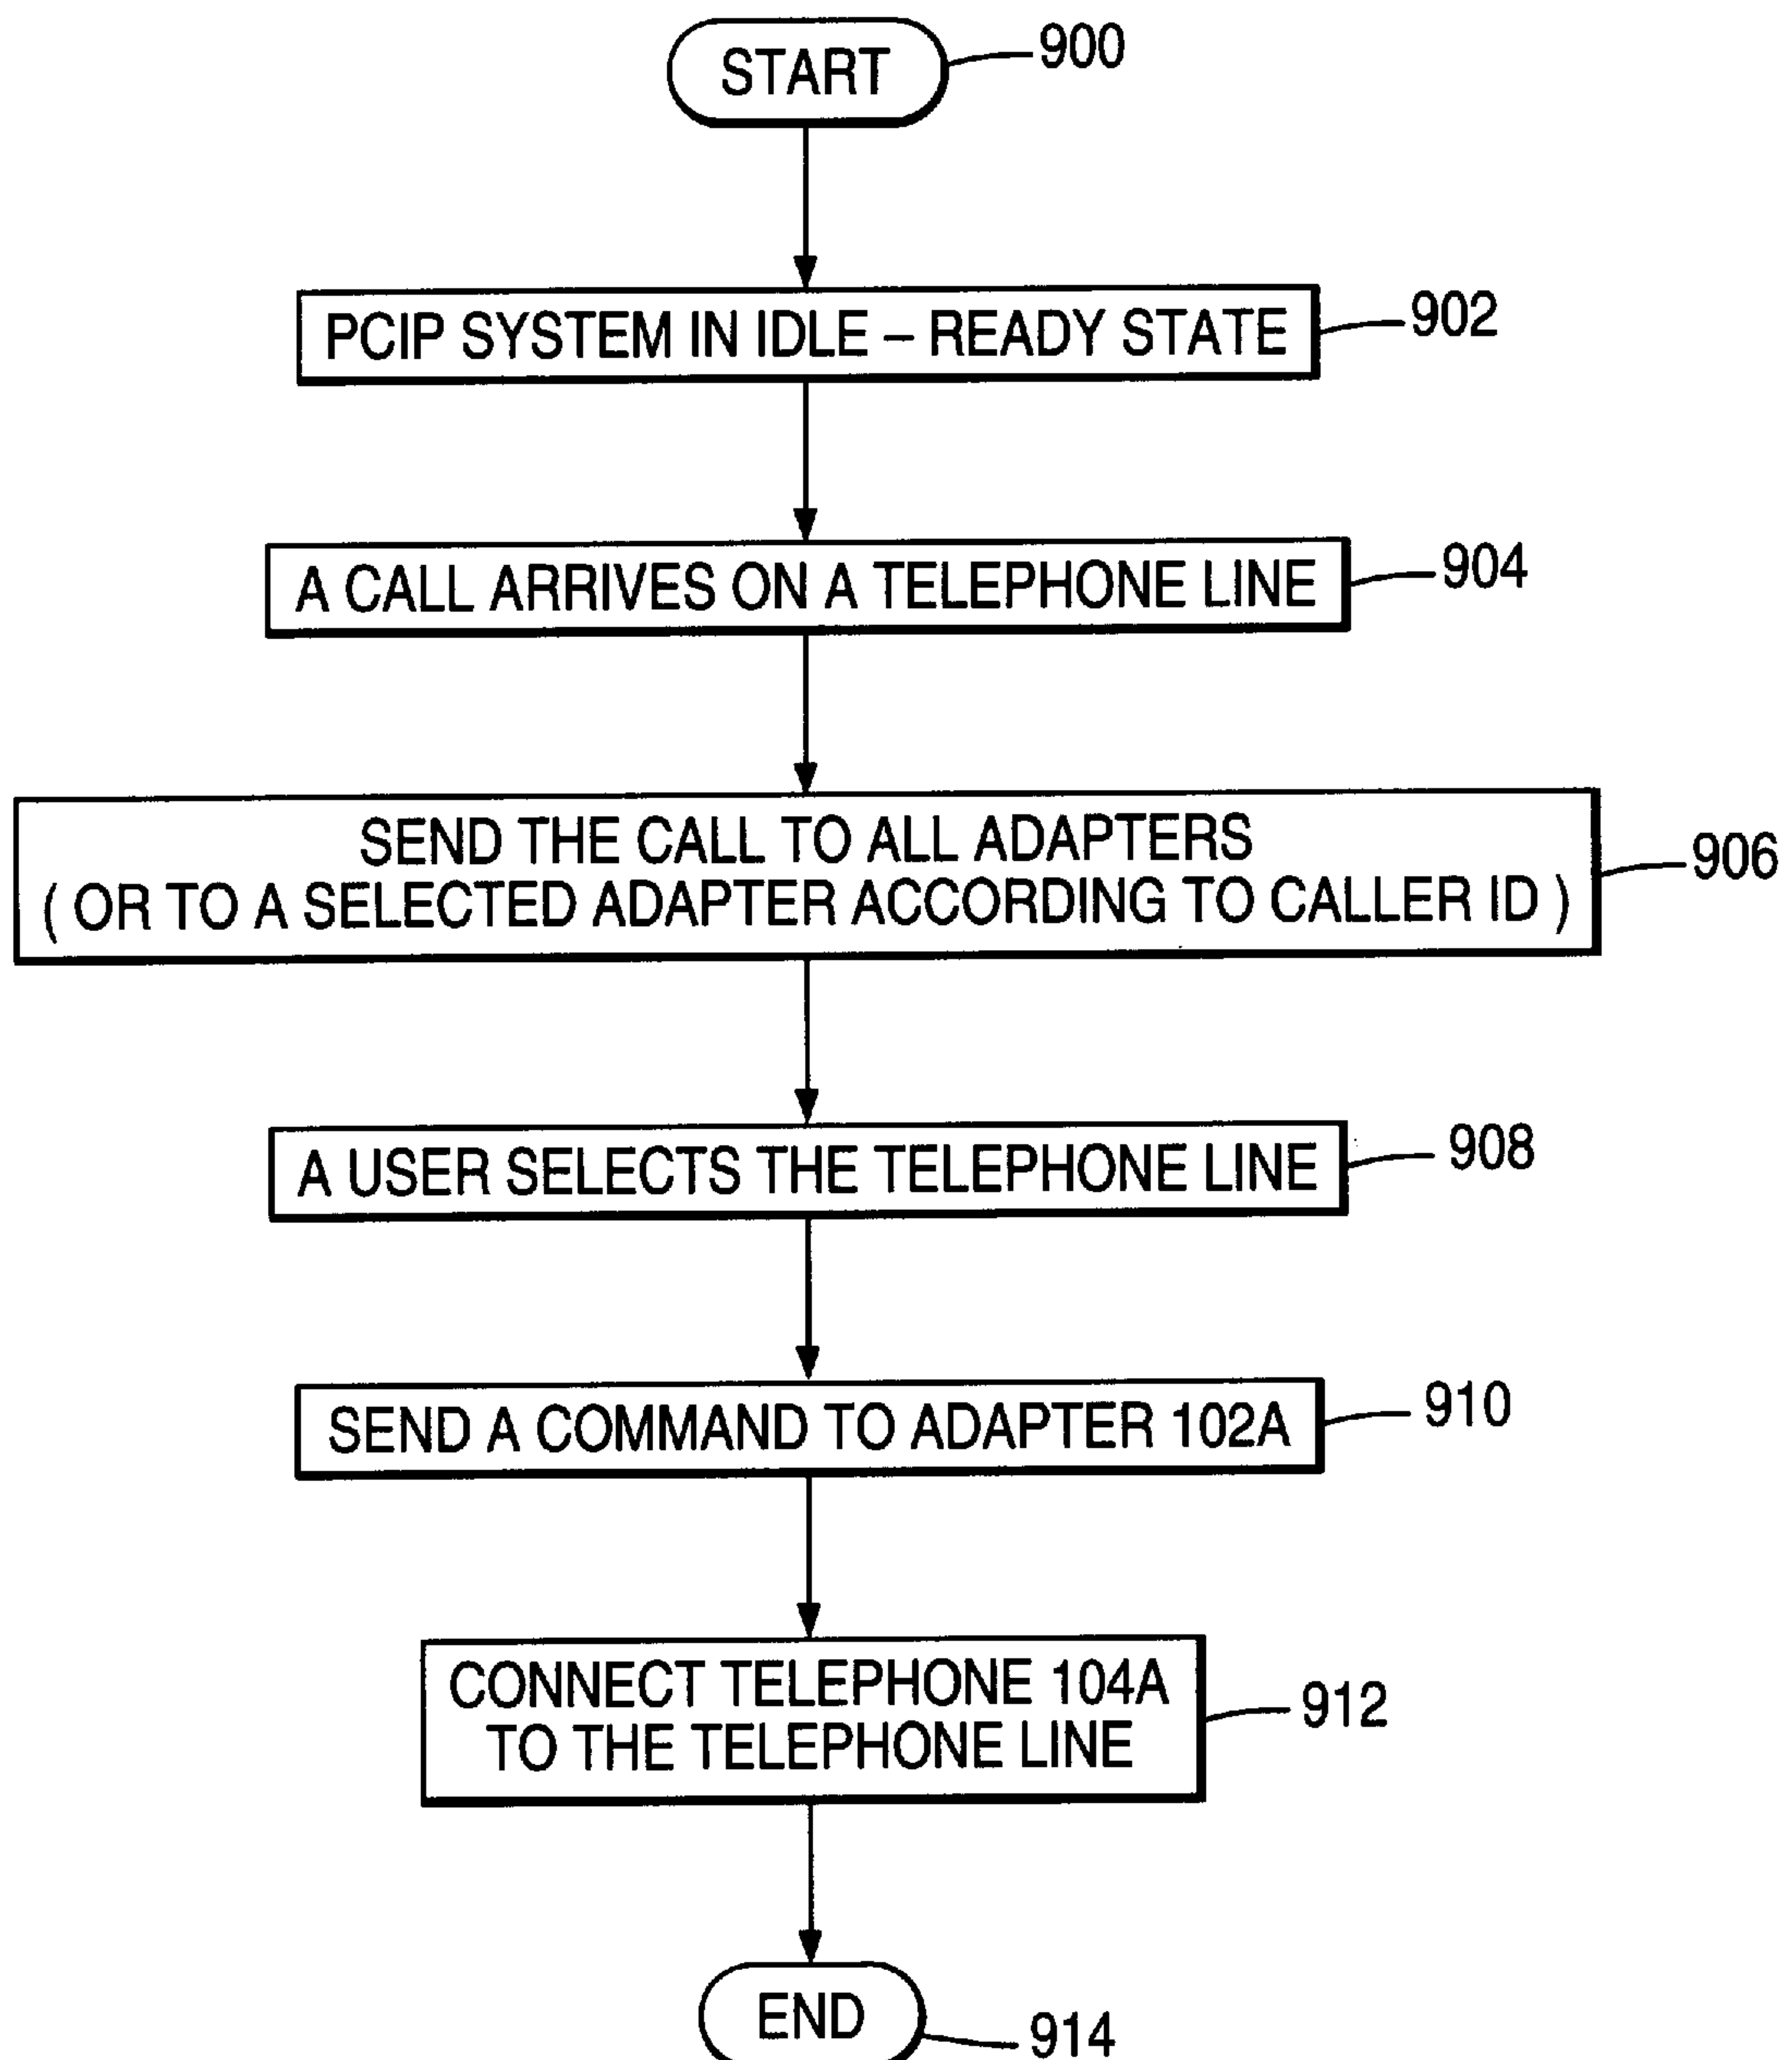 START
900
PCIP SYSTEM IN IDLE – READY STATE
902
A CALL ARRIVES ON A TELEPHONE LINE
904
SEND THE CALL TO ALL ADAPTERS
( OR TO A SELECTED ADAPTER ACCORDING TO CALLER ID )
906
A USER SELECTS THE TELEPHONE LINE
908
SEND A COMMAND TO ADAPTER 102A
910
CONNECT TELEPHONE 104A
TO THE TELEPHONE LINE
912
END
914